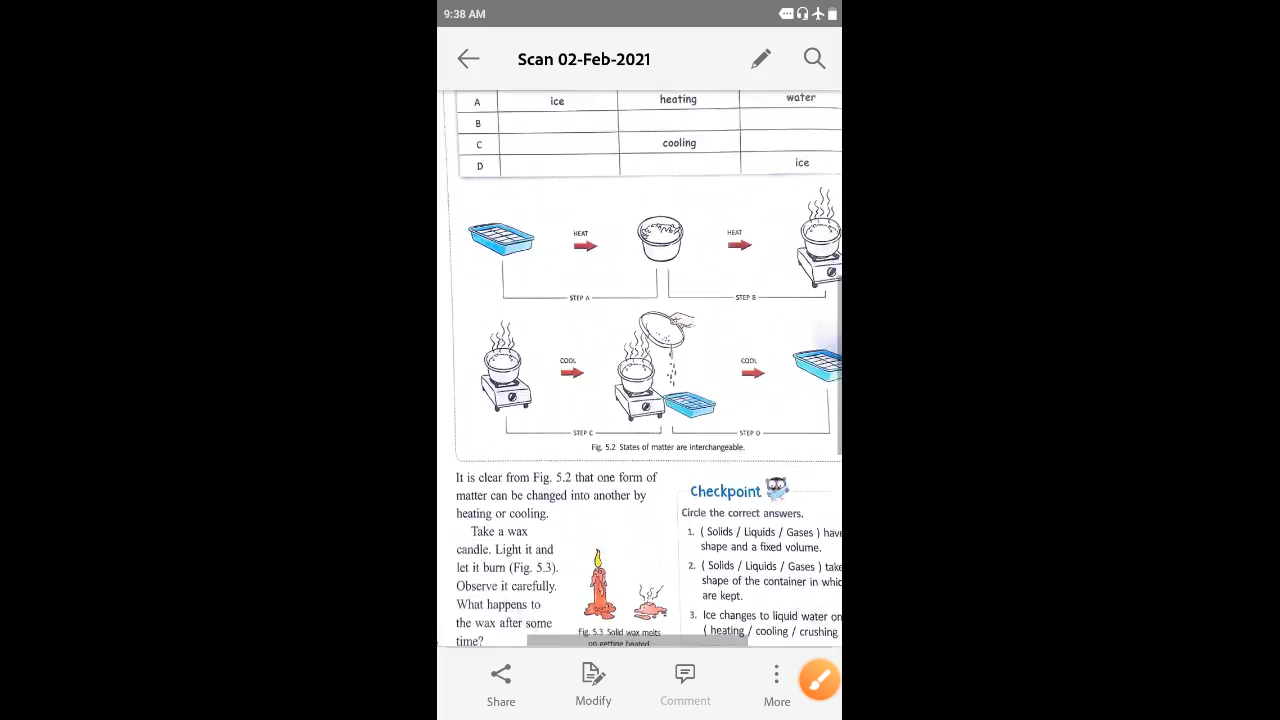 9:38 AM
Scan 02-Feb-2021
A ice heating water
B
C cooling
D ice
HEAT HEAT
STEP A STEP B
COOL COOL
STEP C STEP D
Fig. 5.2 States of matter are interchangeable.
It is clear from Fig. 5.2 that one form of
matter can be changed into another by
heating or cooling.
Take a wax
candle. Light it and
let it burn (Fig. 5.3).
Observe it carefully.
What happens to
the wax after some
time?
Fig. 5.3 Solid wax melts
on getting heated
Checkpoint
Circle the correct answers.
1. ( Solids / Liquids / Gases ) have
shape and a fixed volume.
2. ( Solids / Liquids / Gases ) take
shape of the container in whic
are kept.
3. Ice changes to liquid water on
( heating / cooling / crushing
Share Modify Comment More